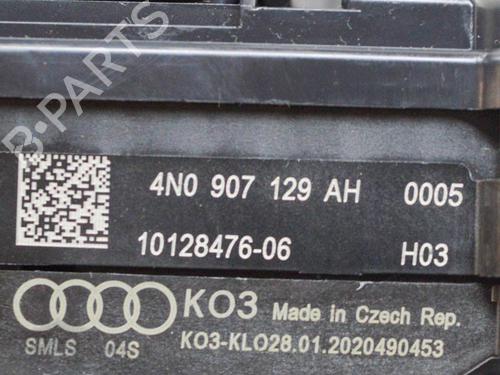 B-PARTS
4N0 907 129 AH 0005
10128476-06 H03
KO3 Made in Czech Rep.
SMLS 04S KO3-KLO28.01.2020490453